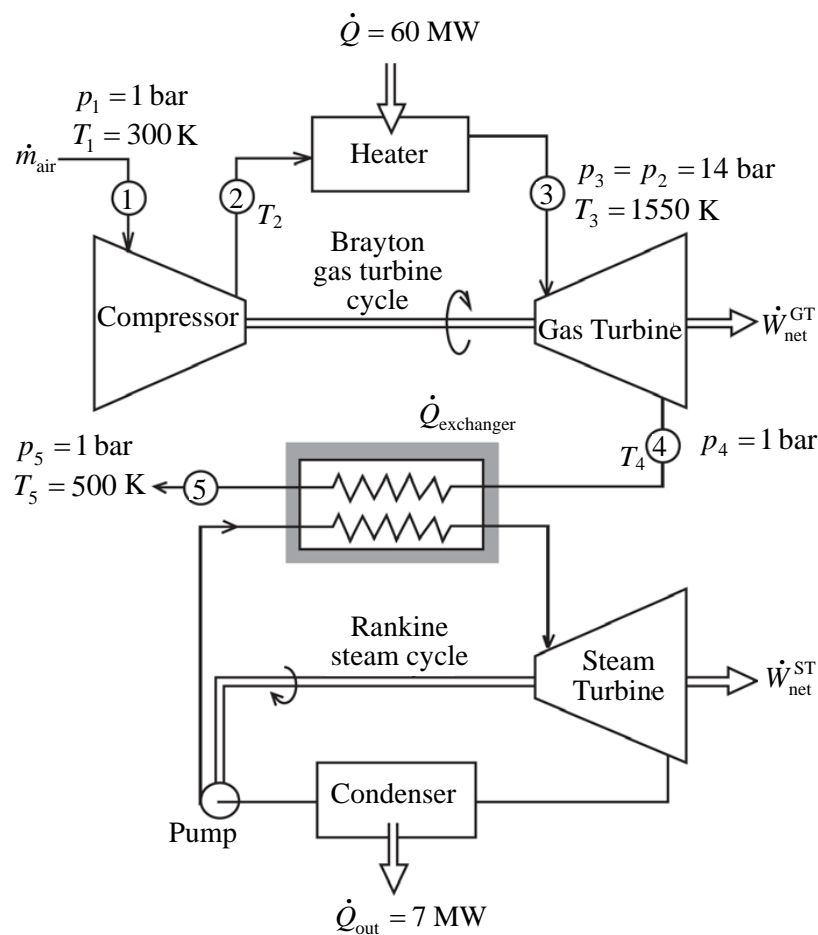 Q̇ = 60 MW
p₁ = 1 bar
T₁ = 300 K
ṁair
Heater
1
2
T₂
3
p₃ = p₂ = 14 bar
T₃ = 1550 K
Brayton
gas turbine
cycle
Compressor
Gas Turbine
Ẇnet^GT
Q̇exchanger
p₅ = 1 bar
T₅ = 500 K
5
T₄
4
p₄ = 1 bar
Rankine
steam cycle
Steam
Turbine
Ẇnet^ST
Condenser
Pump
Q̇out = 7 MW